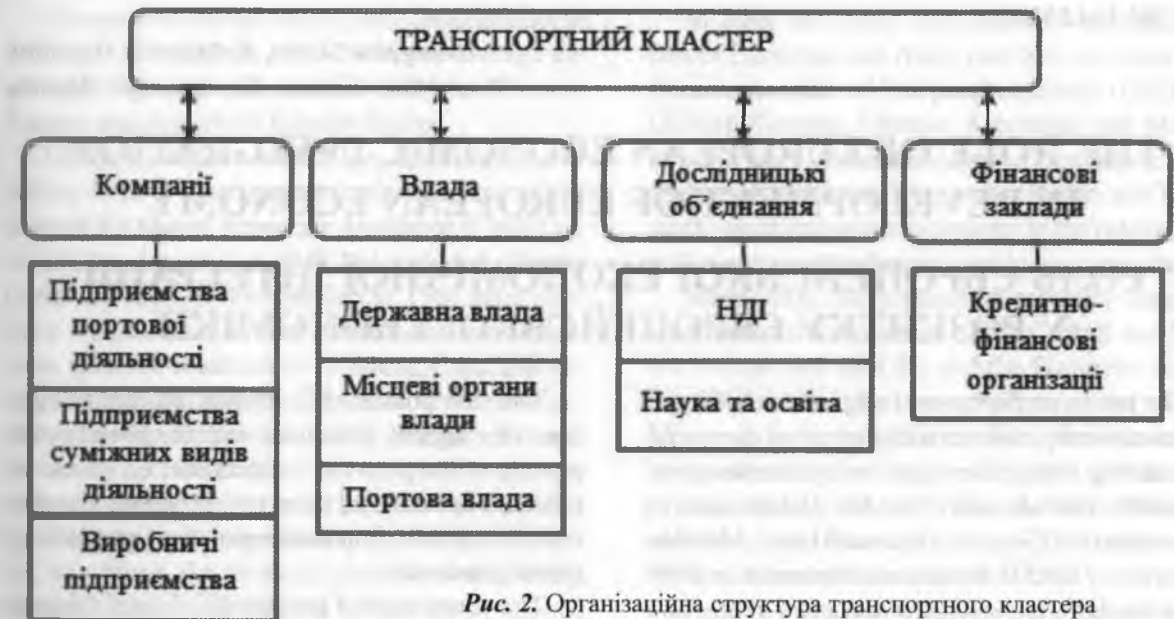 ТРАНСПОРТНИЙ КЛАСТЕР
Компанії
Влада
Дослідницькі
об’єднання
Фінансові
заклади
Підприємства
портової
діяльності
Підприємства
суміжних видів
діяльності
Виробничі
підприємства
Державна влада
Місцеві органи
влади
Портова влада
НДІ
Наука та освіта
Кредитно-
фінансові
організації
Рис. 2. Організаційна структура транспортного кластера